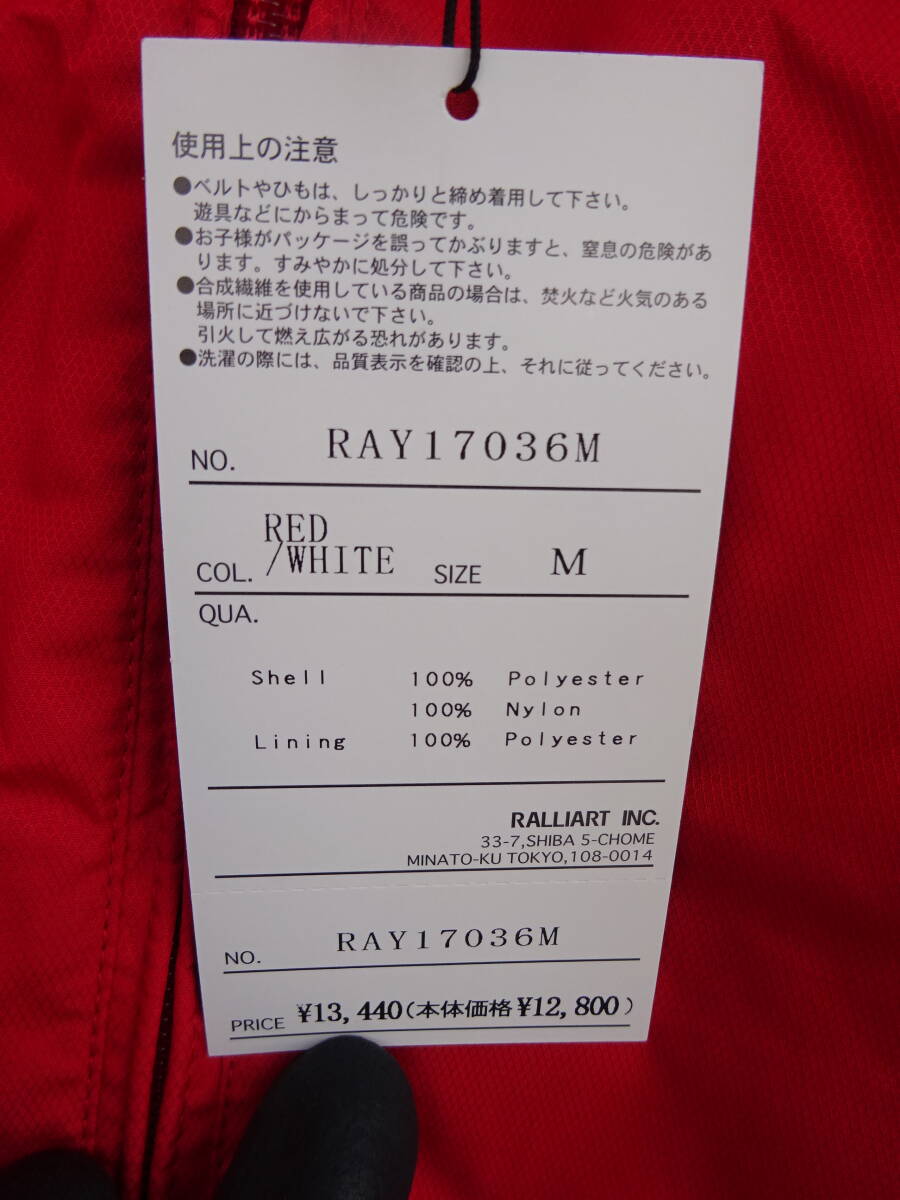 使用上の注意
●ベルトやひもは、しっかりと締め着用して下さい。
遊具などにからまって危険です。
●お子様がパッケージを誤ってかぶりますと、窒息の危険があ
ります。すみやかに処分して下さい。
●合成繊維を使用している商品の場合は、焚火など火気のある
場所に近づけないで下さい。
引火して燃え広がる恐れがあります。
●洗濯の際には、品質表示を確認の上、それに従ってください。
NO. RAY17036M
RED
COL. /WHITE SIZE M
QUA.
Shell 100% Polyester
100% Nylon
Lining 100% Polyester
RALLIART INC.
33-7,SHIBA 5-CHOME
MINATO-KU TOKYO,108-0014
NO. RAY17036M
PRICE ¥13,440(本体価格¥12,800)